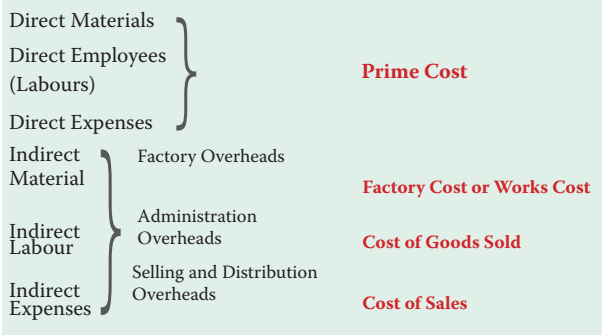 Direct Materials
Direct Employees
(Labours)
Prime Cost
Direct Expenses
Indirect
Material
Factory Overheads
Factory Cost or Works Cost
Indirect
Labour
Administration
Overheads
Cost of Goods Sold
Indirect
Expenses
Selling and Distribution
Overheads
Cost of Sales